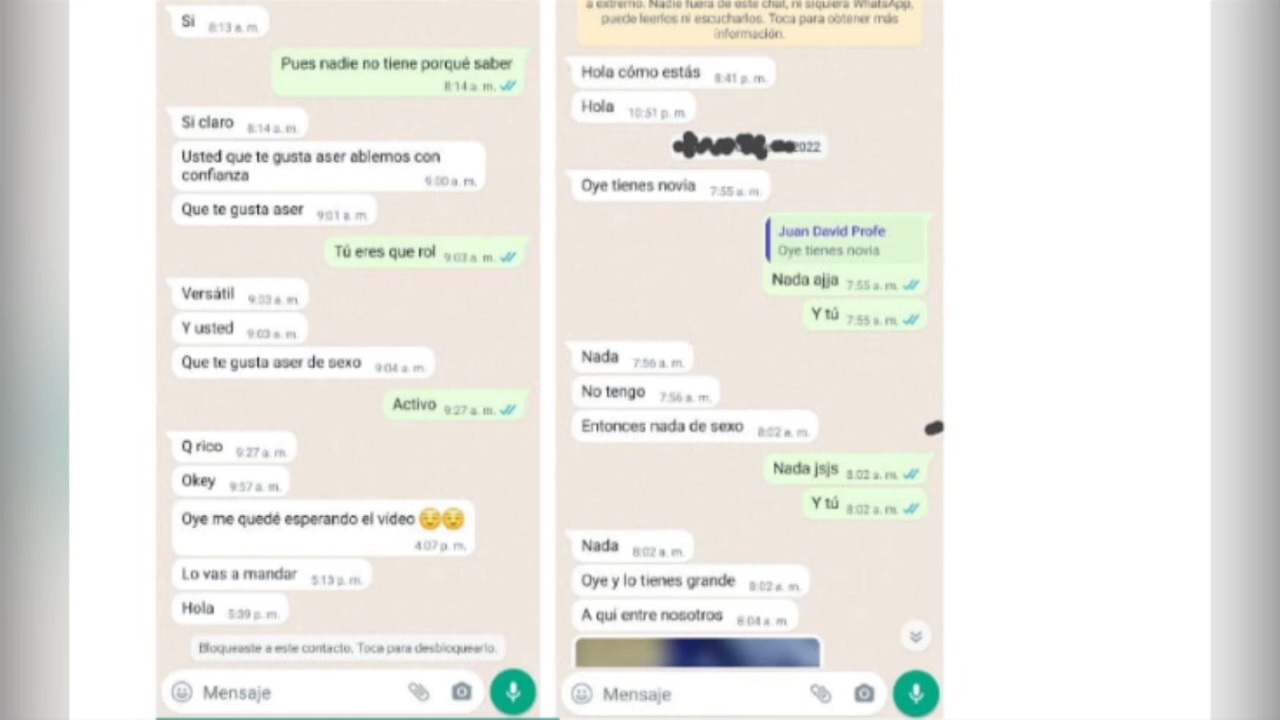 Si 8:13 a. m.
Pues nadie no tiene porqué saber
8:14 a. m.
Si claro 8:14 a. m.
Usted que te gusta aser ablemos con
confianza 9:00 a. m.
Que te gusta aser 9:01 a. m.
Tú eres que rol 9:03 a. m.
Versátil 9:03 a. m.
Y usted 9:03 a. m.
Que te gusta aser de sexo 9:04 a. m.
Activo 9:27 a. m.
Q rico 9:27 a. m.
Okey 9:57 a. m.
Oye me quedé esperando el vídeo 😌😌
4:07 p. m.
Lo vas a mandar 5:13 p. m.
Hola 5:39 p. m.
Bloqueaste a este contacto. Toca para desbloquearlo.
Mensaje
a extremo. Nadie fuera de este chat, ni siquiera WhatsApp,
puede leerlos ni escucharlos. Toca para obtener más
información.
Hola cómo estás 8:41 p. m.
Hola 10:51 p. m.
2022
Oye tienes novia 7:55 a. m.
Juan David Profe
Oye tienes novia
Nada ajja 7:55 a. m.
Y tú 7:55 a. m.
Nada 7:56 a. m.
No tengo 7:56 a. m.
Entonces nada de sexo 8:02 a. m.
Nada jsjs 8:02 a. m.
Y tú 8:02 a. m.
Nada 8:02 a. m.
Oye y lo tienes grande 8:02 a. m.
A qui entre nosotros 8:04 a. m.
Mensaje